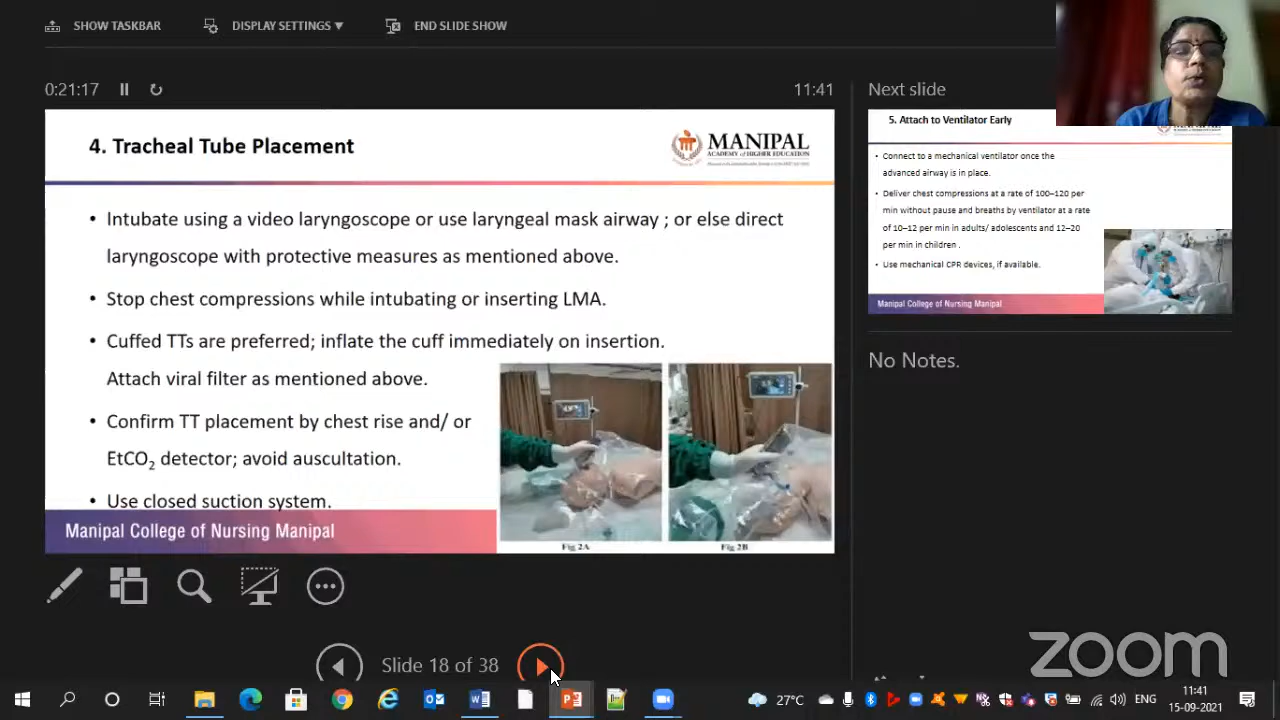 SHOW TASKBAR
DISPLAY SETTINGS ▼
END SLIDE SHOW
0:21:17
11:41
Next slide
4. Tracheal Tube Placement
MANIPAL
ACADEMY of HIGHER EDUCATION
• Intubate using a video laryngoscope or use laryngeal mask airway ; or else direct
laryngoscope with protective measures as mentioned above.
• Stop chest compressions while intubating or inserting LMA.
• Cuffed TTs are preferred; inflate the cuff immediately on insertion.
Attach viral filter as mentioned above.
• Confirm TT placement by chest rise and/ or
EtCO₂ detector; avoid auscultation.
• Use closed suction system.
Manipal College of Nursing Manipal
Fig 2A
Fig 2B
5. Attach to Ventilator Early
• Connect to a mechanical ventilator once the
advanced airway is in place.
• Deliver chest compressions at a rate of 100–120 per
min without pause and breaths by ventilator at a rate
of 10–12 per min in adults/ adolescents and 12–20
per min in children .
• Use mechanical CPR devices, if available.
Manipal College of Nursing Manipal
No Notes.
Slide 18 of 38
zoom
27°C
ENG
11:41
15-09-2021